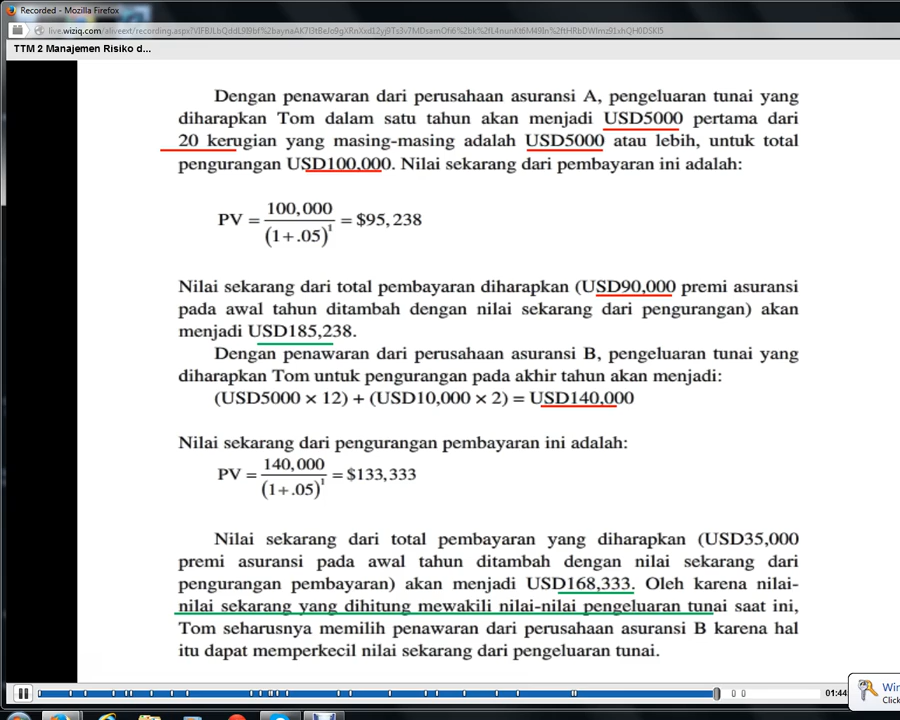 Recorded - Mozilla Firefox
TTM 2 Manajemen Risiko d...
Dengan penawaran dari perusahaan asuransi A, pengeluaran tunai yang
diharapkan Tom dalam satu tahun akan menjadi USD5000 pertama dari
20 kerugian yang masing-masing adalah USD5000 atau lebih, untuk total
pengurangan USD100,000. Nilai sekarang dari pembayaran ini adalah:
PV = 100,000 / (1+.05)^1 = $95,238
Nilai sekarang dari total pembayaran diharapkan (USD90,000 premi asuransi
pada awal tahun ditambah dengan nilai sekarang dari pengurangan) akan
menjadi USD185,238.
Dengan penawaran dari perusahaan asuransi B, pengeluaran tunai yang
diharapkan Tom untuk pengurangan pada akhir tahun akan menjadi:
(USD5000 × 12) + (USD10,000 × 2) = USD140,000
Nilai sekarang dari pengurangan pembayaran ini adalah:
PV = 140,000 / (1+.05)^1 = $133,333
Nilai sekarang dari total pembayaran yang diharapkan (USD35,000
premi asuransi pada awal tahun ditambah dengan nilai sekarang dari
pengurangan pembayaran) akan menjadi USD168,333. Oleh karena nilai-
nilai sekarang yang dihitung mewakili nilai-nilai pengeluaran tunai saat ini,
Tom seharusnya memilih penawaran dari perusahaan asuransi B karena hal
itu dapat memperkecil nilai sekarang dari pengeluaran tunai.
01:44
Win
Click